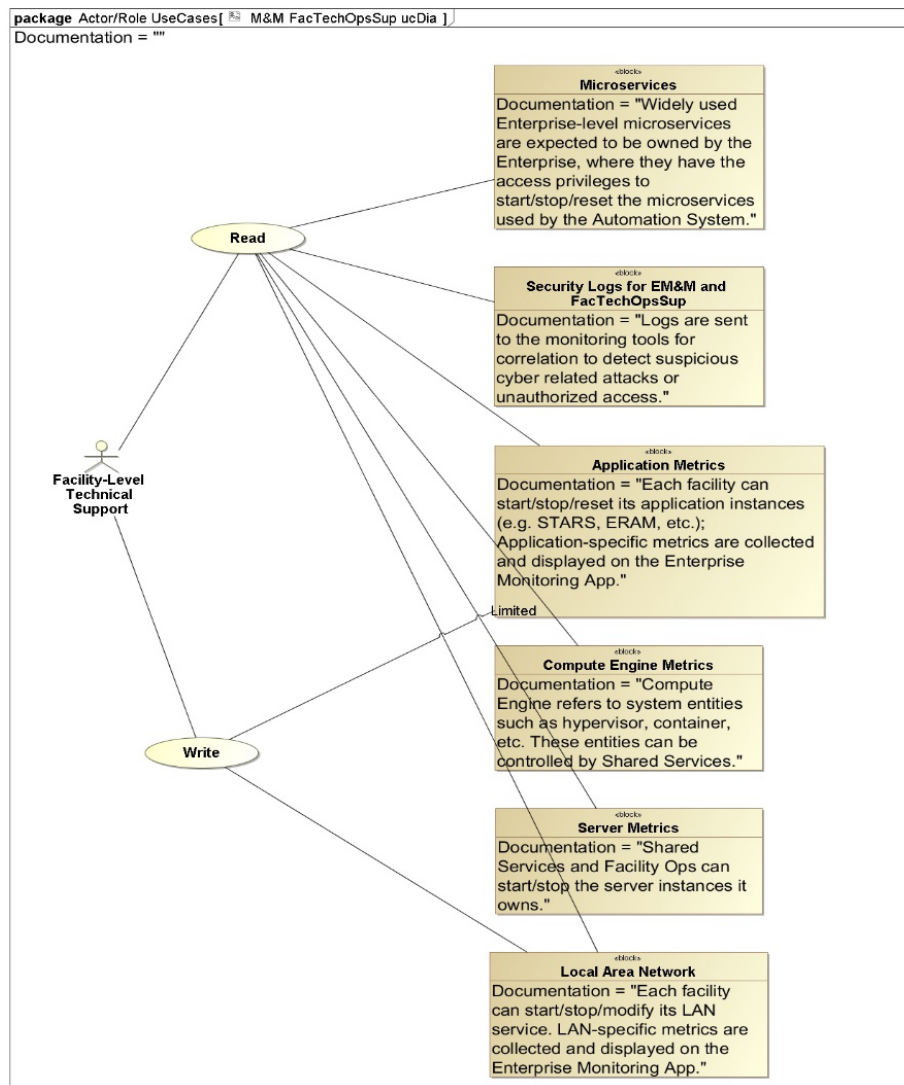 package Actor/Role UseCases[ M&M FacTechOpsSup ucDia ]
Documentation = ""
«block»
Microservices
Documentation = "Widely used
Enterprise-level microservices
are expected to be owned by the
Enterprise, where they have the
access privileges to
start/stop/reset the microservices
used by the Automation System."
Read
«block»
Security Logs for EM&M and
FacTechOpsSup
Documentation = "Logs are sent
to the monitoring tools for
correlation to detect suspicious
cyber related attacks or
unauthorized access."
Facility-Level
Technical
Support
«block»
Application Metrics
Documentation = "Each facility can
start/stop/reset its application instances
(e.g. STARS, ERAM, etc.);
Application-specific metrics are collected
and displayed on the Enterprise
Monitoring App."
Limited
«block»
Compute Engine Metrics
Documentation = "Compute
Engine refers to system entities
such as hypervisor, container,
etc. These entities can be
controlled by Shared Services."
Write
«block»
Server Metrics
Documentation = "Shared
Services and Facility Ops can
start/stop the server instances it
owns."
«block»
Local Area Network
Documentation = "Each facility
can start/stop/modify its LAN
service. LAN-specific metrics are
collected and displayed on the
Enterprise Monitoring App."